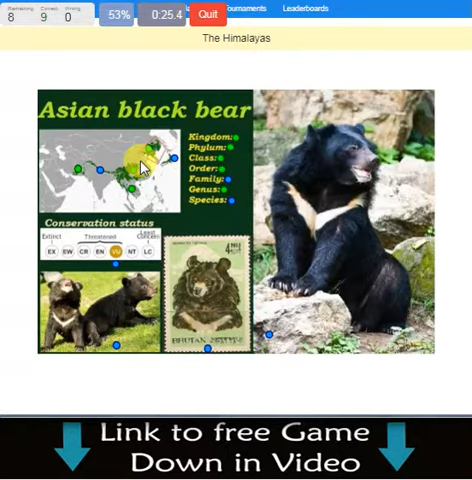 Remaining Correct Wrong
8 9 0
53% 0:25.4 Quit
Tournaments Leaderboards
The Himalayas
Asian black bear
Kingdom:
Phylum:
Class:
Order:
Family:
Genus:
Species:
Conservation status
Extinct Threatened Least Concern
EX EW CR EN VU NT LC
4 NU
BHUTAN
Link to free Game
Down in Video